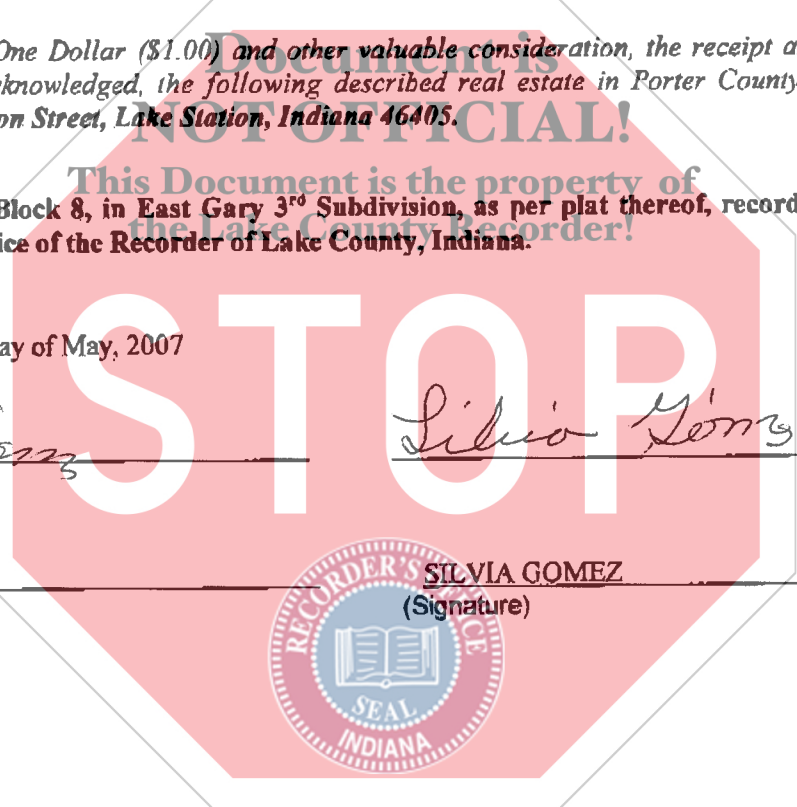 Document is
One Dollar ($1.00) and other valuable consideration, the receipt a
knowledged, the following described real estate in Porter County
on Street, Lake Station, Indiana 46405.
NOT OFFICIAL!
This Document is the property of
Block 8, in East Gary 3rd Subdivision, as per plat thereof, record
the Lake County Recorder!
ice of the Recorder of Lake County, Indiana.
STOP
ay of May, 2007
Silvia Gómz
SILVIA GOMEZ
(Signature)
RECORDER'S OFFICE
SEAL
INDIANA